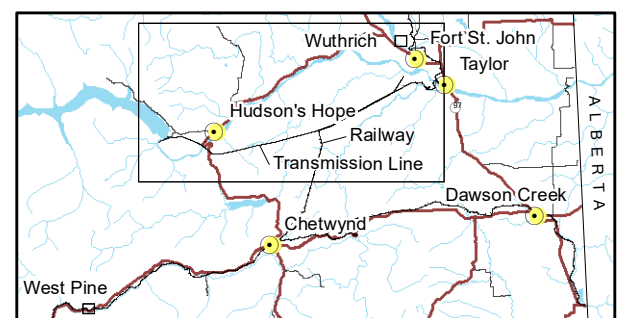 Wuthrich
Fort St. John
Taylor
97
Hudson's Hope
Railway
Transmission Line
ALBERTA
Dawson Creek
Chetwynd
West Pine